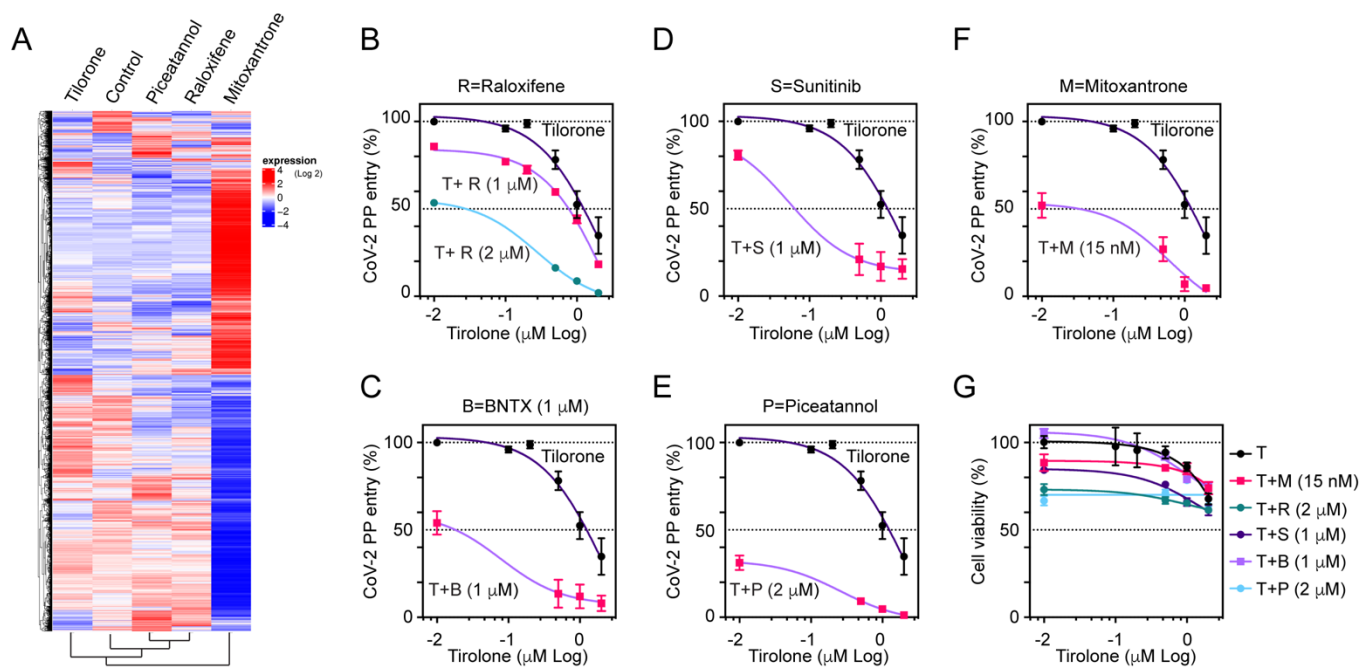 A
Tilorone
Control
Piceatannol
Raloxifene
Mitoxantrone
expression
(Log 2)
4
2
0
−2
−4
B
R=Raloxifene
CoV-2 PP entry (%)
100
50
0
Tilorone
T+ R (1 μM)
T+ R (2 μM)
-2 -1 0
Tirolone (μM Log)
D
S=Sunitinib
CoV-2 PP entry (%)
100
50
0
Tilorone
T+S (1 μM)
-2 -1 0
Tirolone (μM Log)
F
M=Mitoxantrone
CoV-2 PP entry (%)
100
50
0
Tilorone
T+M (15 nM)
-2 -1 0
Tirolone (μM Log)
C
B=BNTX (1 μM)
CoV-2 PP entry (%)
100
50
0
Tilorone
T+B (1 μM)
-2 -1 0
Tirolone (μM Log)
E
P=Piceatannol
CoV-2 PP entry (%)
100
50
0
Tilorone
T+P (2 μM)
-2 -1 0
Tirolone (μM Log)
G
Cell viability (%)
100
50
0
-2 -1 0
Tirolone (μM Log)
T
T+M (15 nM)
T+R (2 μM)
T+S (1 μM)
T+B (1 μM)
T+P (2 μM)